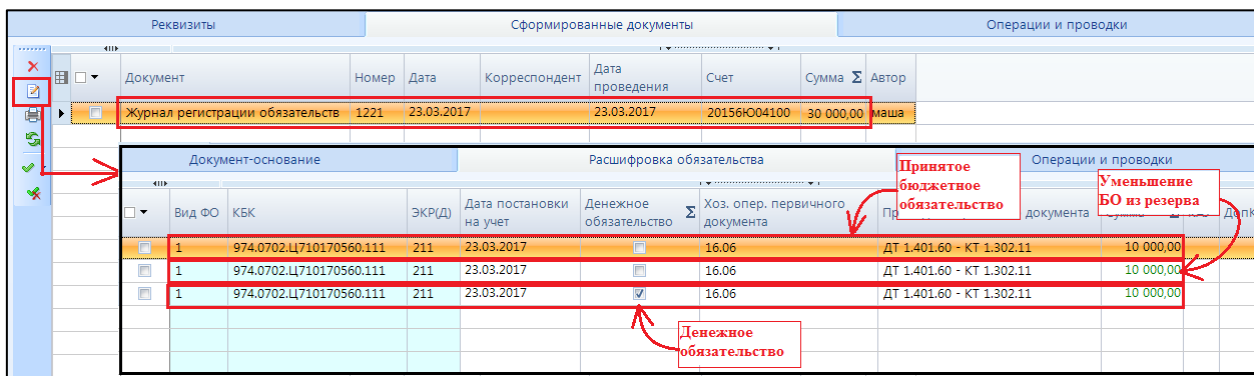 Реквизиты Сформированные документы Операции и проводки
Документ Номер Дата Корреспондент Дата проведения Счет Сумма Σ Автор
Журнал регистрации обязательств 1221 23.03.2017 23.03.2017 20156Ю04100 30 000,00 маша
Документ-основание Расшифровка обязательства Операции и проводки
Принятое бюджетное обязательство
Уменьшение БО из резерва
Вид ФО КБК ЭКР(Д) Дата постановки на учет Денежное обязательство Σ Хоз. опер. первичного документа документа
1 974.0702.Ц710170560.111 211 23.03.2017 16.06 ДТ 1.401.60 - КТ 1.302.11 10 000,00
1 974.0702.Ц710170560.111 211 23.03.2017 16.06 ДТ 1.401.60 - КТ 1.302.11 10 000,00
1 974.0702.Ц710170560.111 211 23.03.2017 16.06 ДТ 1.401.60 - КТ 1.302.11 10 000,00
Денежное
обязательство